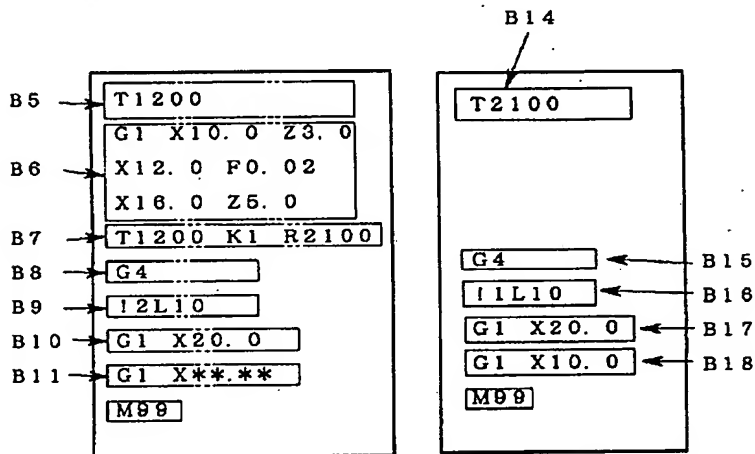 B14
B5
T1200
T2100
G1 X10. 0 Z3. 0
B6
X12. 0 F0. 02
X16. 0 Z5. 0
B7
T1200 K1 R2100
B8
G4
G4
B15
B9
!2L10
!1L10
B16
B10
G1 X20. 0
G1 X20. 0
B17
B11
G1 X**.**
G1 X10. 0
B18
M99
M99